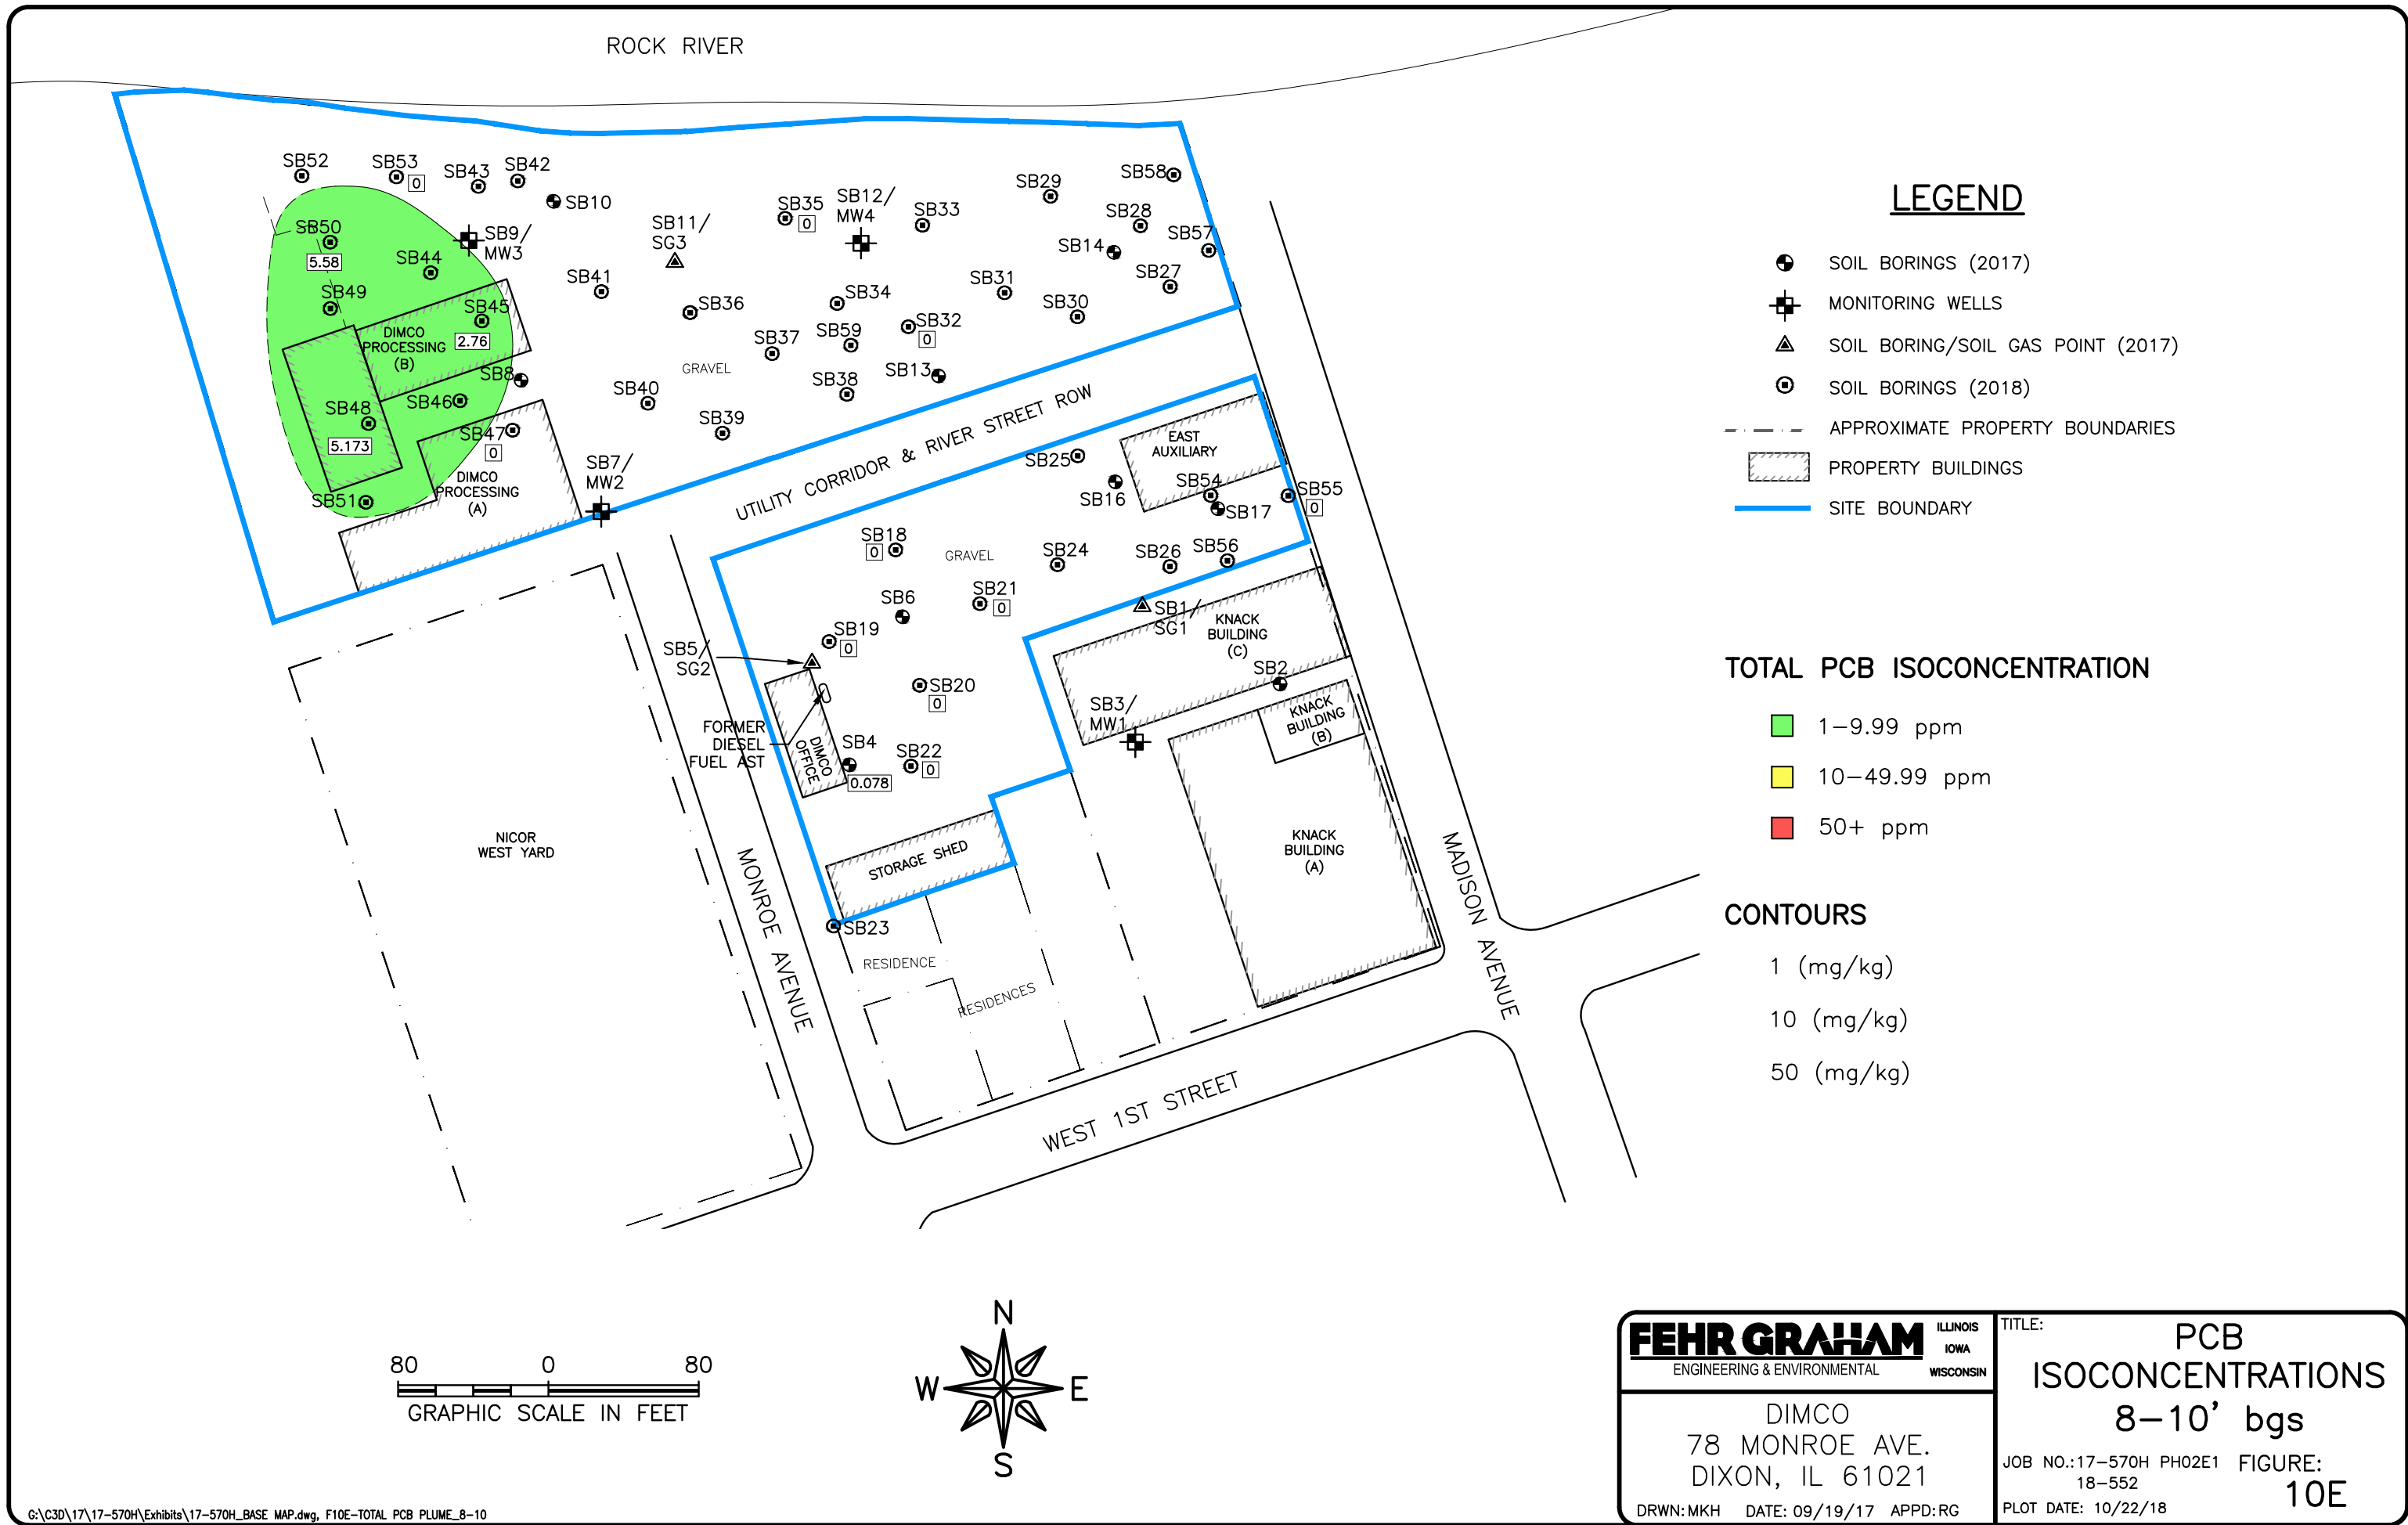 ROCK RIVER
SB52
SB53
0
SB43
SB42
SB10
SB50
5.58
SB44
SB9/
MW3
SB49
SB45
2.76
DIMCO
PROCESSING
(B)
SB8
SB46
SB48
5.173
SB47
0
SB51
DIMCO
PROCESSING
(A)
SB7/
MW2
SB41
SB11/
SG3
SB36
SB35
0
SB12/
MW4
SB33
SB34
SB37
SB59
SB32
0
SB13
SB38
SB40
SB39
GRAVEL
SB29
SB58
SB28
SB14
SB57
SB27
SB31
SB30
UTILITY CORRIDOR & RIVER STREET ROW
EAST
AUXILIARY
SB25
SB16
SB54
SB17
SB55
0
SB18
0
GRAVEL
SB24
SB26
SB56
SB21
0
SB6
SB19
0
SB5/
SG2
SB20
0
FORMER
DIESEL
FUEL AST
DIMCO
OFFICE
SB4
0.078
SB22
0
SB1/
SG1
KNACK
BUILDING
(C)
SB2
SB3/
MW1
KNACK
BUILDING
(B)
KNACK
BUILDING
(A)
STORAGE SHED
SB23
RESIDENCE
RESIDENCES
NICOR
WEST YARD
MONROE AVENUE
MADISON AVENUE
WEST 1ST STREET
LEGEND
SOIL BORINGS (2017)
MONITORING WELLS
SOIL BORING/SOIL GAS POINT (2017)
SOIL BORINGS (2018)
APPROXIMATE PROPERTY BOUNDARIES
PROPERTY BUILDINGS
SITE BOUNDARY
TOTAL PCB ISOCONCENTRATION
1-9.99 ppm
10-49.99 ppm
50+ ppm
CONTOURS
1 (mg/kg)
10 (mg/kg)
50 (mg/kg)
80 0 80
GRAPHIC SCALE IN FEET
N
W E
S
FEHR GRAHAM
ENGINEERING & ENVIRONMENTAL
ILLINOIS
IOWA
WISCONSIN
DIMCO
78 MONROE AVE.
DIXON, IL 61021
DRWN: MKH DATE: 09/19/17 APPD: RG
TITLE:
PCB
ISOCONCENTRATIONS
8-10' bgs
JOB NO.:17-570H PH02E1
18-552
FIGURE:
10E
PLOT DATE: 10/22/18
G:\C3D\17\17-570H\Exhibits\17-570H_BASE MAP.dwg, F10E-TOTAL PCB PLUME_8-10